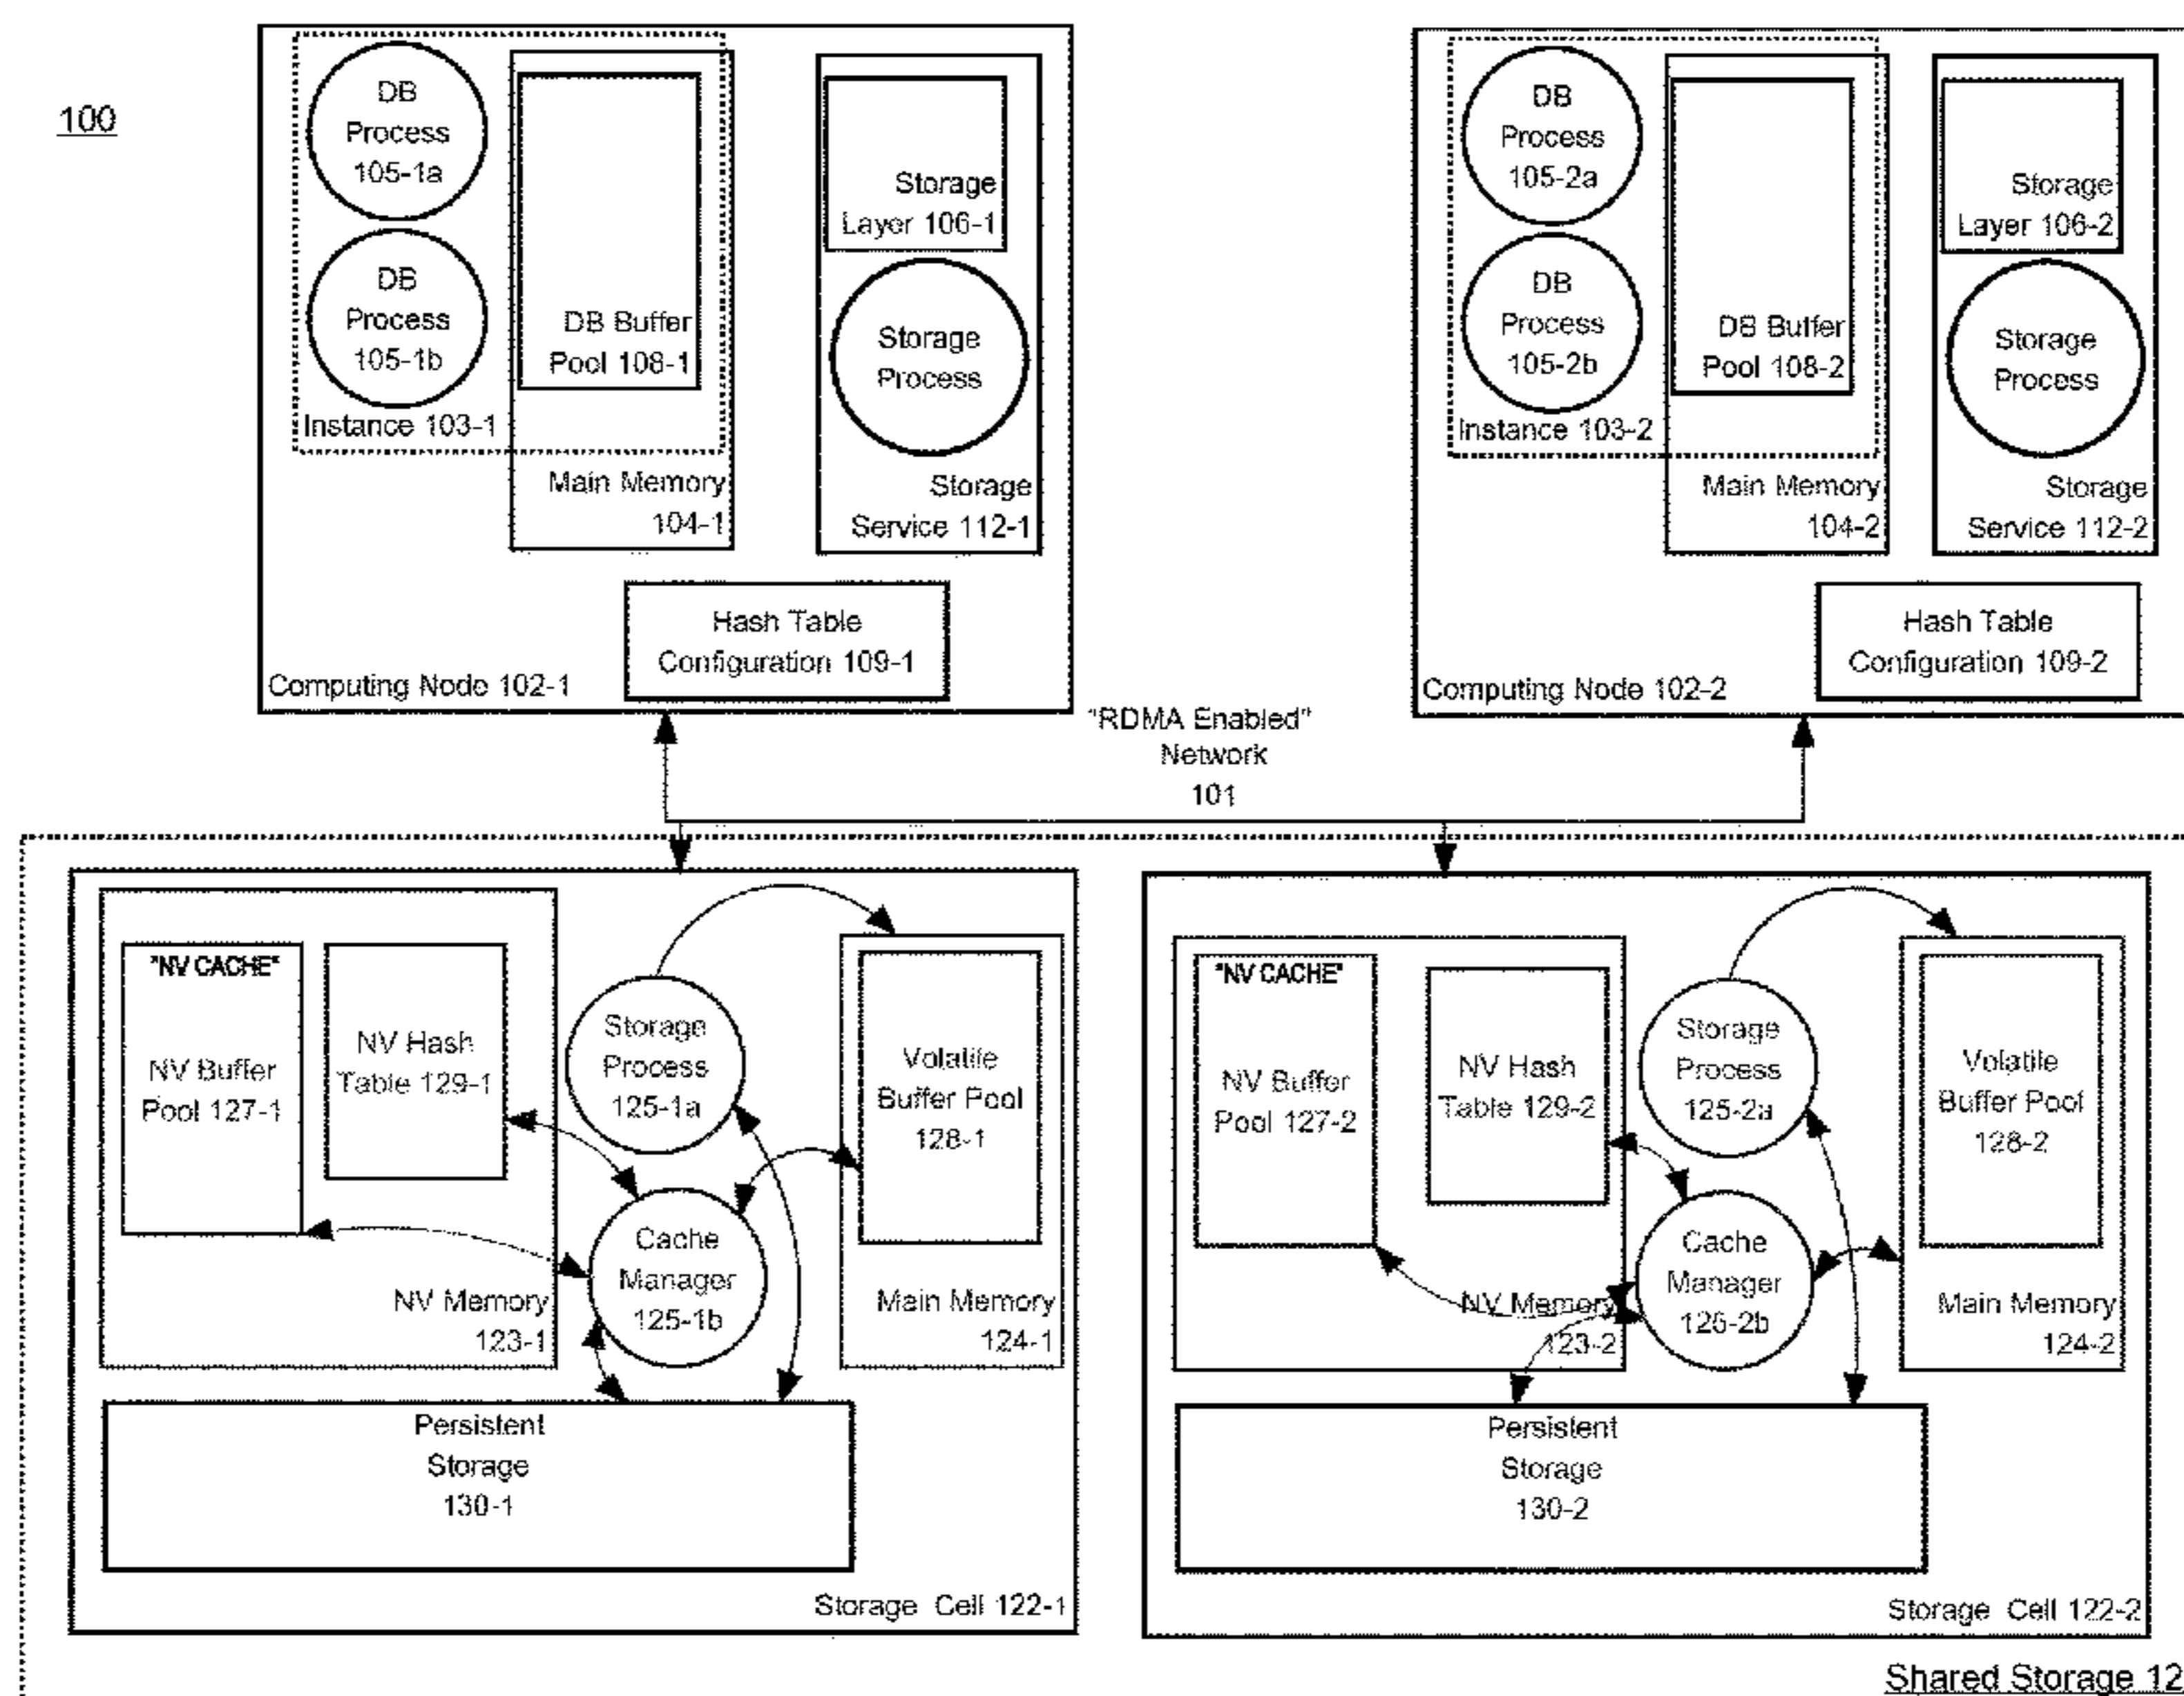 100
DB
Process
105-1a
DB
Process
105-1b
Instance 103-1
DB Buffer
Pool 108-1
Main Memory
104-1
Storage
Layer 106-1
Storage
Process
Storage
Service 112-1
Hash Table
Configuration 109-1
Computing Node 102-1
DB
Process
105-2a
DB
Process
105-2b
Instance 103-2
DB Buffer
Pool 108-2
Main Memory
104-2
Storage
Layer 106-2
Storage
Process
Storage
Service 112-2
Hash Table
Configuration 109-2
Computing Node 102-2
"RDMA Enabled"
Network
101
"NV CACHE"
NV Buffer
Pool 127-1
NV Hash
Table 129-1
NV Memory
123-1
Storage
Process
125-1a
Cache
Manager
125-1b
Volatile
Buffer Pool
128-1
Main Memory
124-1
Persistent
Storage
130-1
Storage Cell 122-1
"NV CACHE"
NV Buffer
Pool 127-2
NV Hash
Table 129-2
NV Memory
123-2
Storage
Process
125-2a
Cache
Manager
126-2b
Volatile
Buffer Pool
128-2
Main Memory
124-2
Persistent
Storage
130-2
Storage Cell 122-2
Shared Storage 12